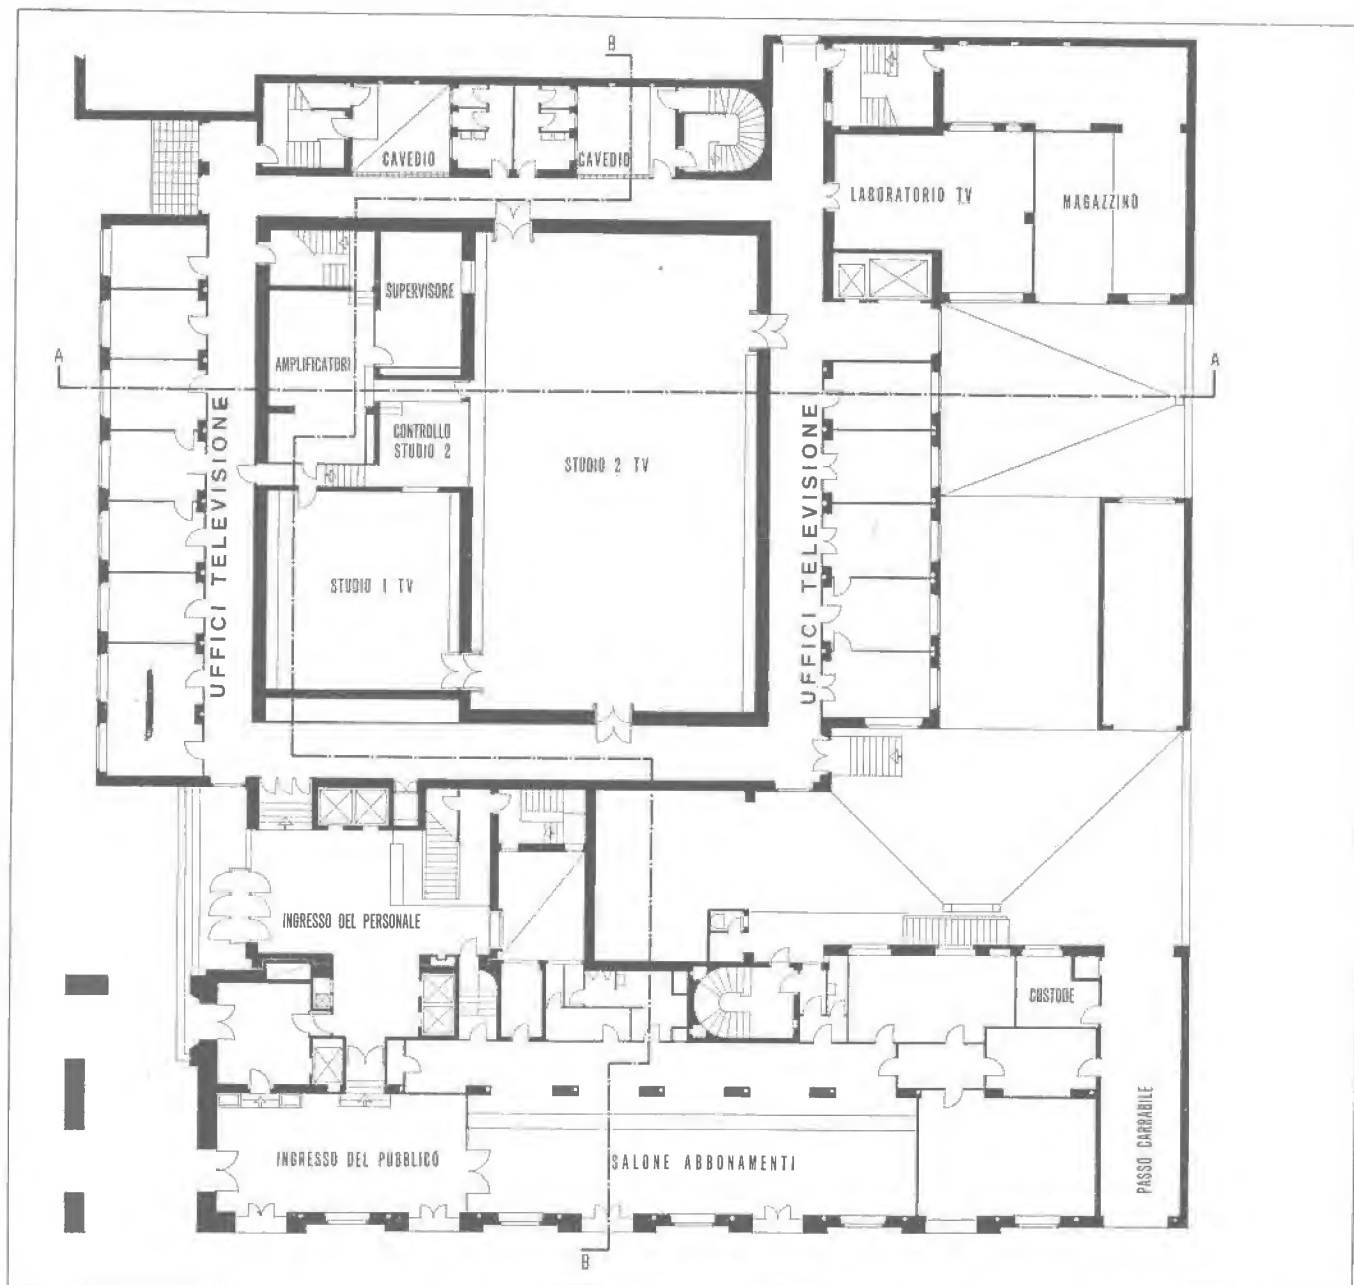 B
CAVEDIO
CAVEDIO
LABORATORIO TV
MAGAZZINO
SUPERVISORE
A
A
AMPLIFICATORI
UFFICI TELEVISIONE
CONTROLLO
STUDIO 2
STUDIO 2 TV
UFFICI TELEVISIONE
STUDIO 1 TV
INGRESSO DEL PERSONALE
CUSTODE
PASSO CARRABILE
INGRESSO DEL PUBBLICO
SALONE ABBONAMENTI
B